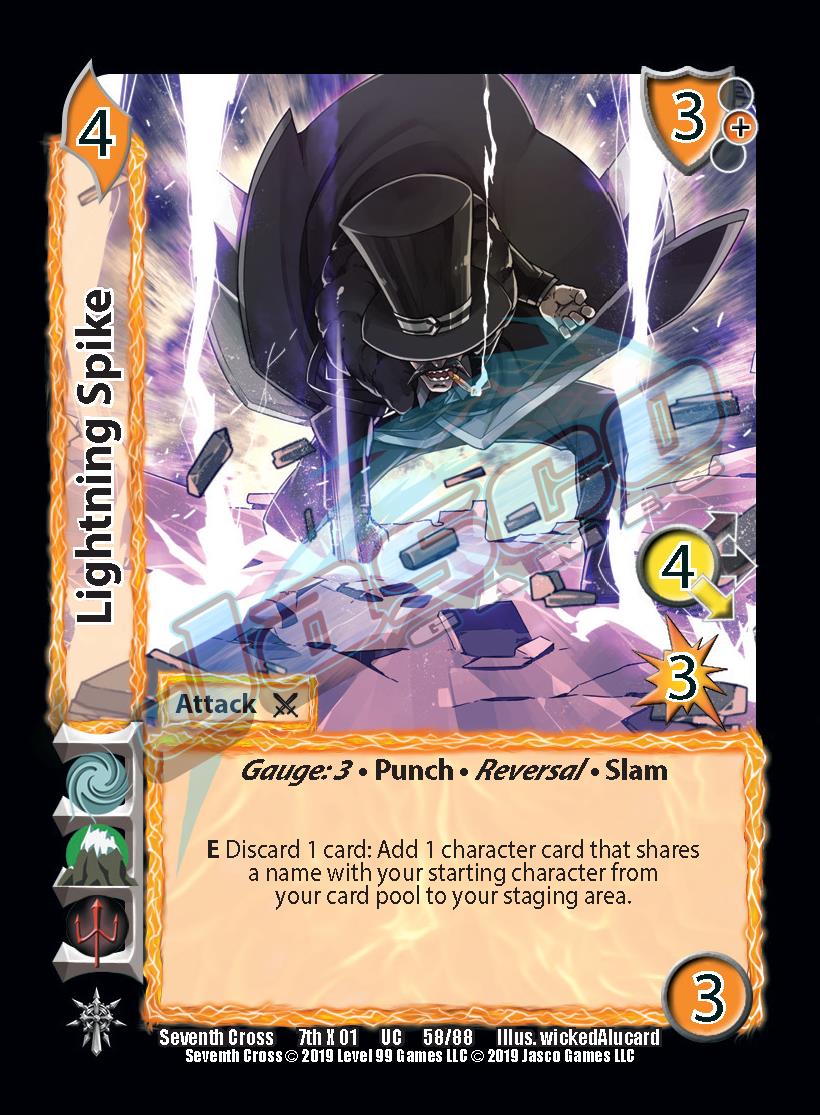 4
3
+
Lightning Spike
JASCO
GAMES
4
3
Attack
Gauge: 3 • Punch • Reversal • Slam
E Discard 1 card: Add 1 character card that shares
a name with your starting character from
your card pool to your staging area.
3
Seventh Cross 7th X 01 UC 58/88 Illus. wickedAlucard
Seventh Cross © 2019 Level 99 Games LLC © 2019 Jasco Games LLC